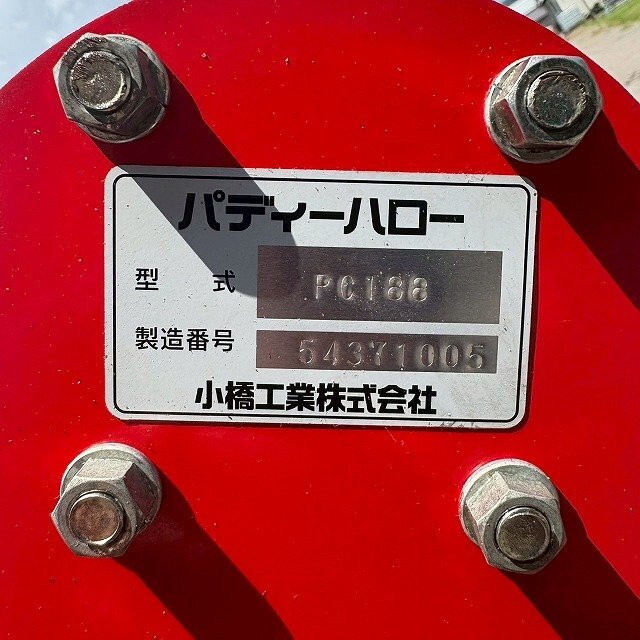 パディーハロー
型式 PC188
製造番号 54371005
小橋工業株式会社